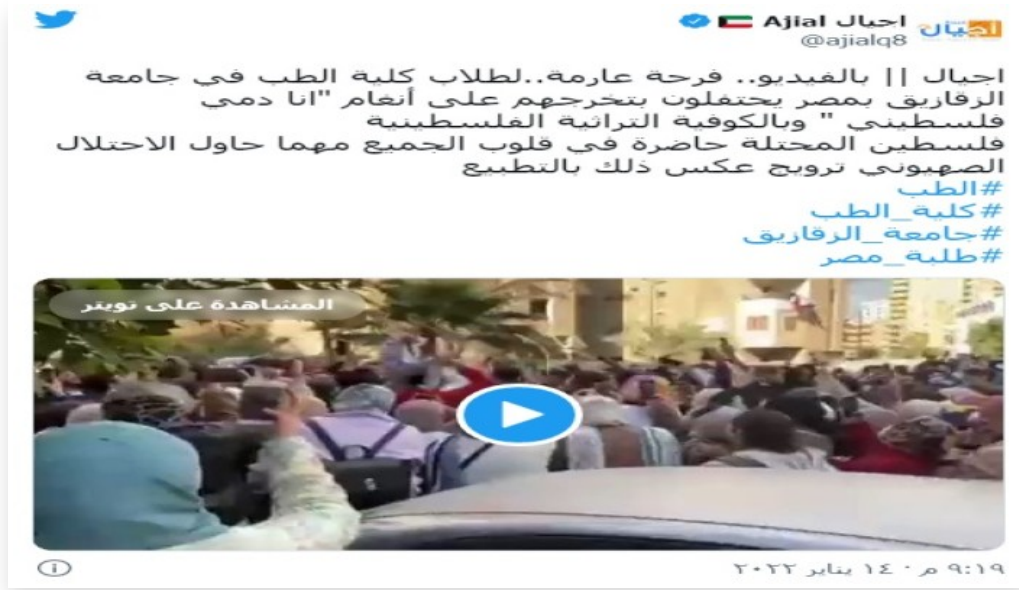 اجيال Ajial
@ajialq8
أجيال
اجيال || بالفيديو.. فرحة عارمة..لطلاب كلية الطب في جامعة
الزقازيق بمصر يحتفلون بتخرجهم على أنغام "انا دمي
فلسطيني " وبالكوفية التراثية الفلسطينية
فلسطين المحتلة حاضرة في قلوب الجميع مهما حاول الاحتلال
الصهيوني ترويج عكس ذلك بالتطبيع
#الطب
#كلية_الطب
#جامعة_الزقازيق
#طلبة_مصر
المشاهدة على تويتر
٩:١٩ م · ١٤ يناير ٢٠٢٢